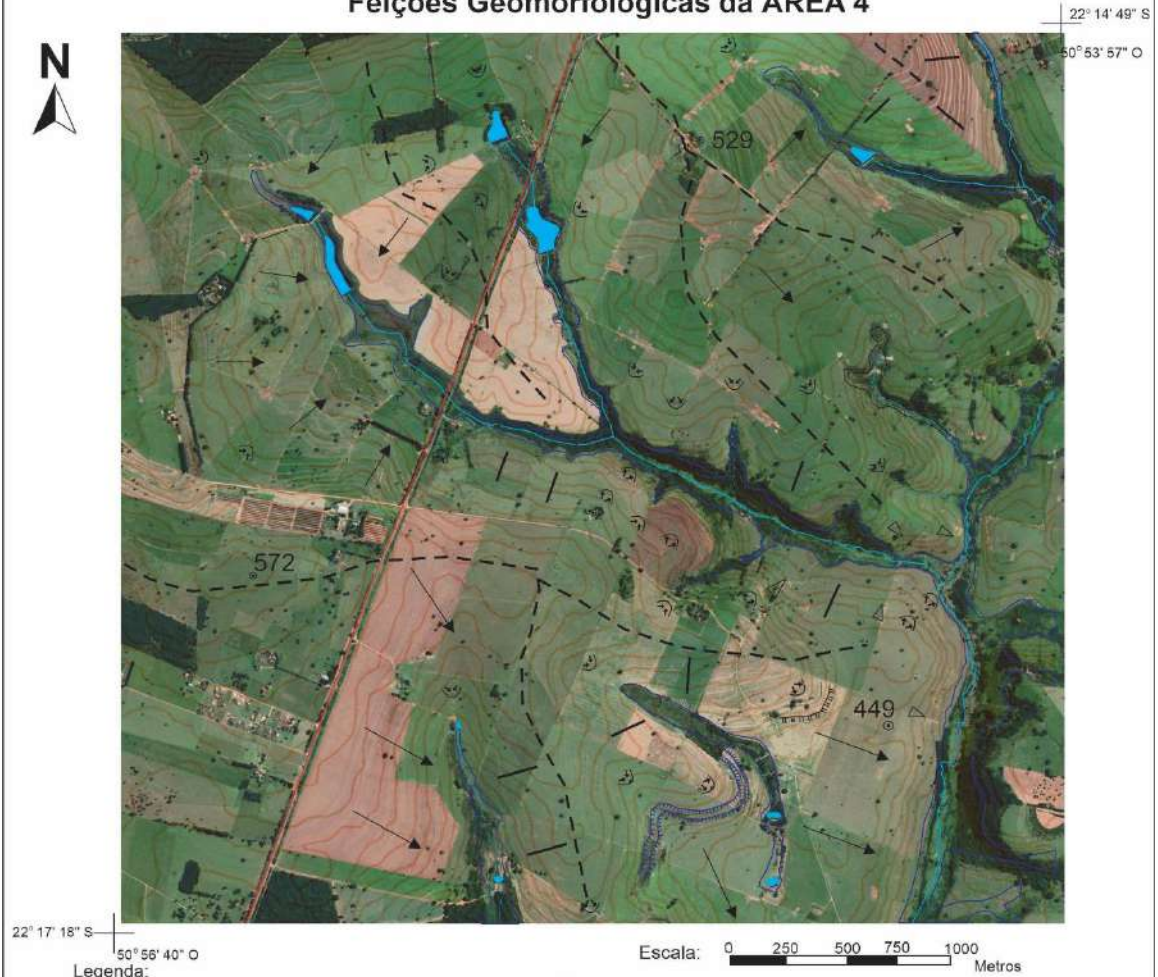 Feições Geomorfológicas da ÁREA 4
22° 14' 49" S
50° 53' 57" O
N
529
572
449
22° 17' 18" S
50° 56' 40" O
Escala: 0 250 500 750 1000
Metros
Legenda: